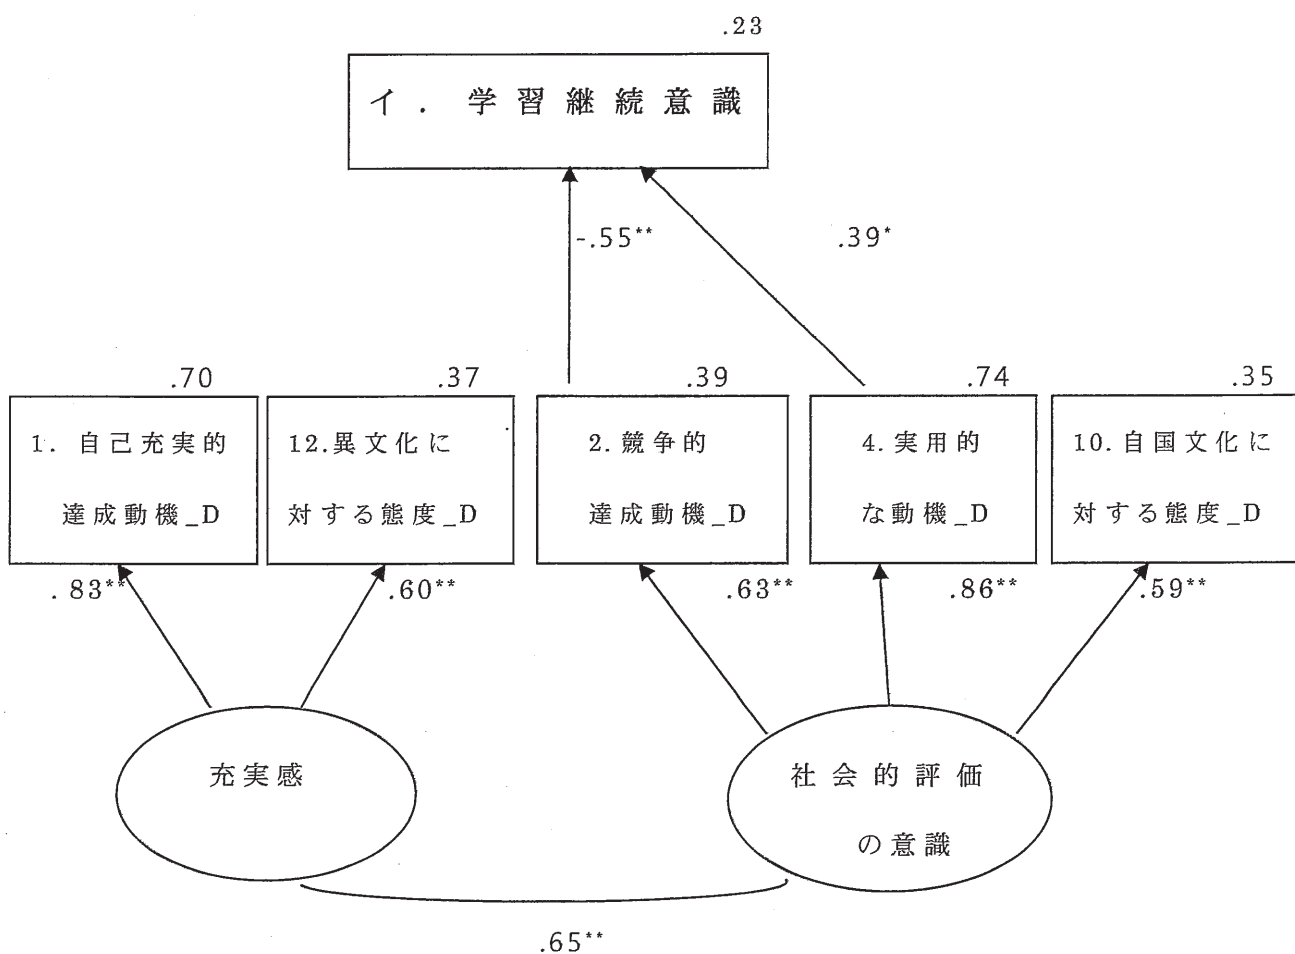 .23
イ．学習継続意識
-.55**
.39*
.70
.37
.39
.74
.35
1. 自己充実的
達成動機_D
12.異文化に
対する態度_D
2.競争的
達成動機_D
4.実用的
な動機_D
10.自国文化に
対する態度_D
.83**
.60**
.63**
.86**
.59**
充実感
社会的評価
の意識
.65**